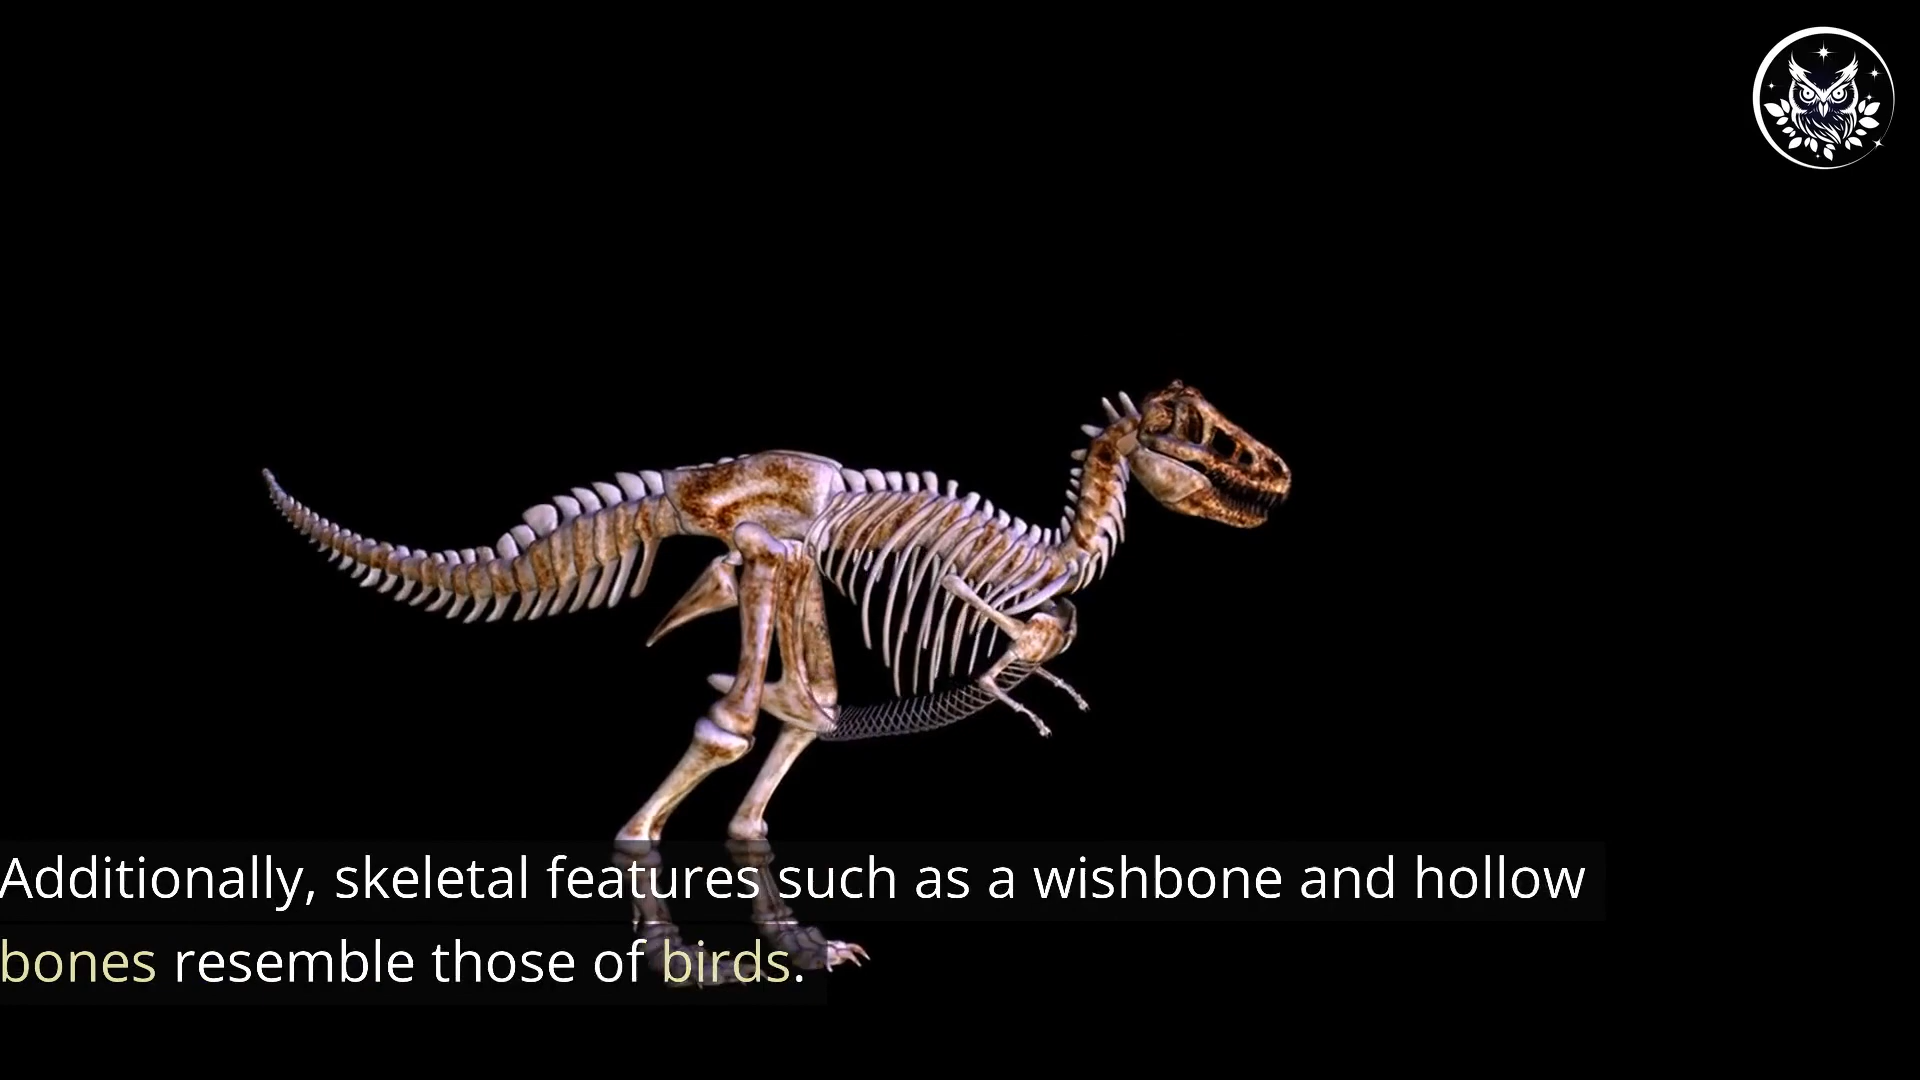 Additionally, skeletal features such as a wishbone and hollow
bones resemble those of birds.